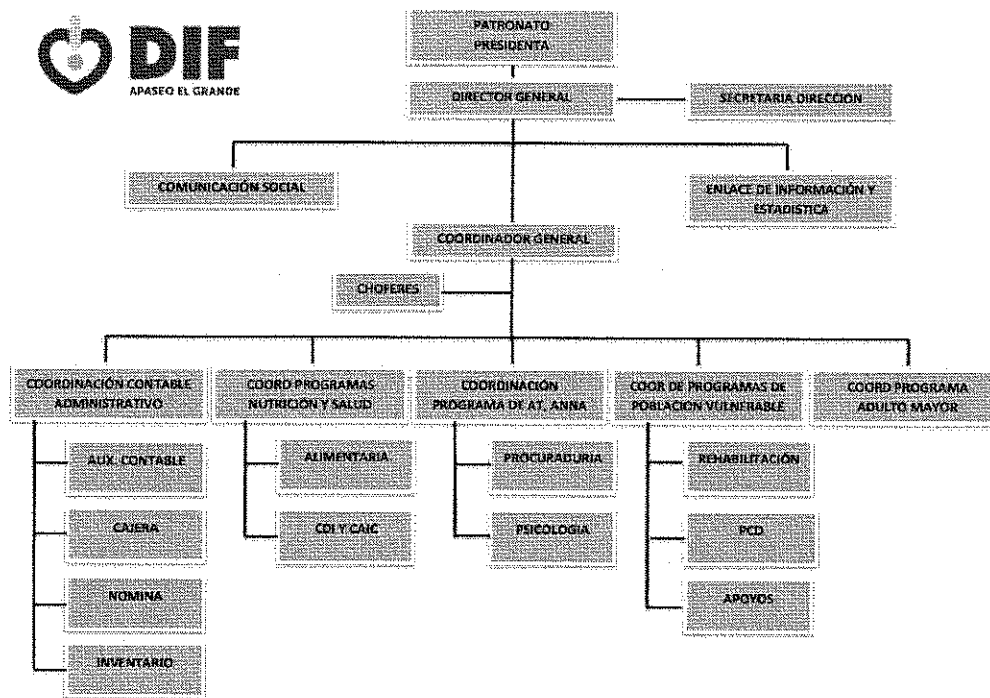 DIF
APASEO EL GRANDE
PATRONATO
PRESIDENTA
DIRECTOR GENERAL
SECRETARIA DIRECCION
COMUNICACIÓN SOCIAL
ENLACE DE INFORMACIÓN Y
ESTADISTICA
COORDINADOR GENERAL
CHOFERES
COORDINACIÓN CONTABLE
ADMINISTRATIVO
COORD PROGRAMAS
NUTRICIÓN Y SALUD
COORDINACIÓN
PROGRAMA DE AT, ANNA
COOR DE PROGRAMAS DE
POBLACIÓN VULNERABLE
COORD PROGRAMA
ADULTO MAYOR
AUX. CONTABLE
CAJERA
NOMINA
INVENTARIO
ALIMENTARIA
CDI Y CAIC
PROCURADURIA
PSICOLOGIA
REHABILITACIÓN
PCD
APOYOS